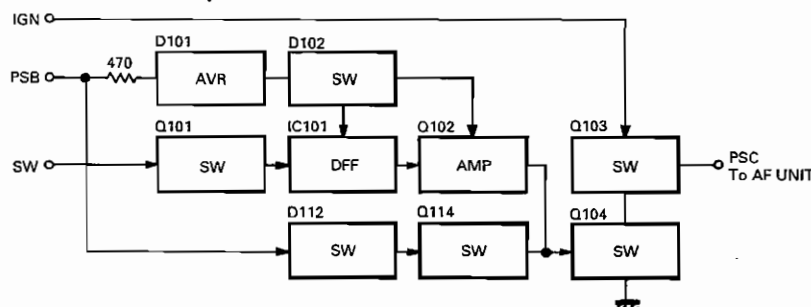 IGN
D101 D102
470
PSB AVR SW
Q101 IC101 Q102 Q103
SW SW DFF AMP SW PSC
To AF UNIT
D112 Q114 Q104
SW SW SW